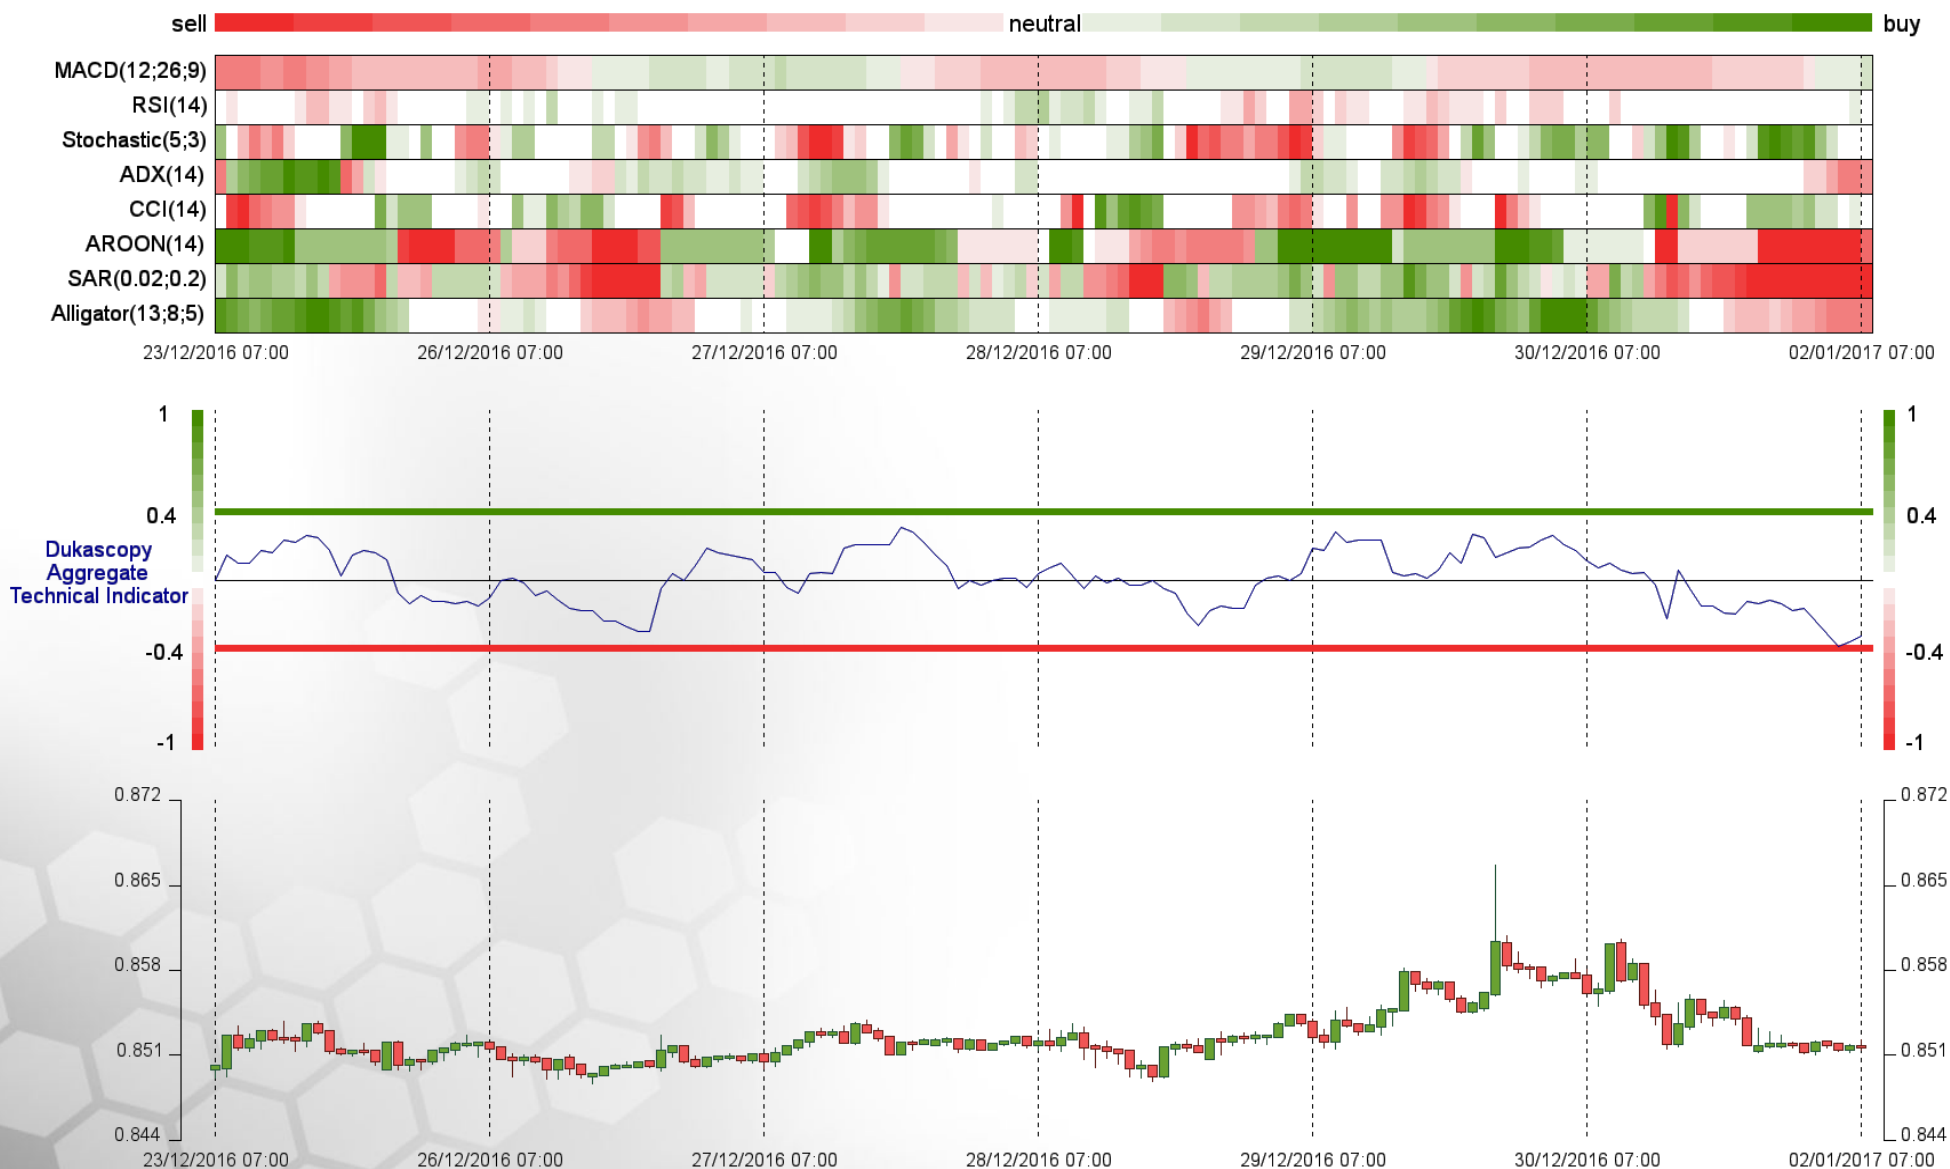 sell neutral buy
MACD(12;26;9)
RSI(14)
Stochastic(5;3)
ADX(14)
CCI(14)
AROON(14)
SAR(0.02;0.2)
Alligator(13;8;5)
23/12/2016 07:00 26/12/2016 07:00 27/12/2016 07:00 28/12/2016 07:00 29/12/2016 07:00 30/12/2016 07:00 02/01/2017 07:00
1 1
0.4 0.4
Dukascopy
Aggregate
Technical Indicator
-0.4 -0.4
-1 -1
0.872 0.872
0.865 0.865
0.858 0.858
0.851 0.851
0.844 0.844
23/12/2016 07:00 26/12/2016 07:00 27/12/2016 07:00 28/12/2016 07:00 29/12/2016 07:00 30/12/2016 07:00 02/01/2017 07:00